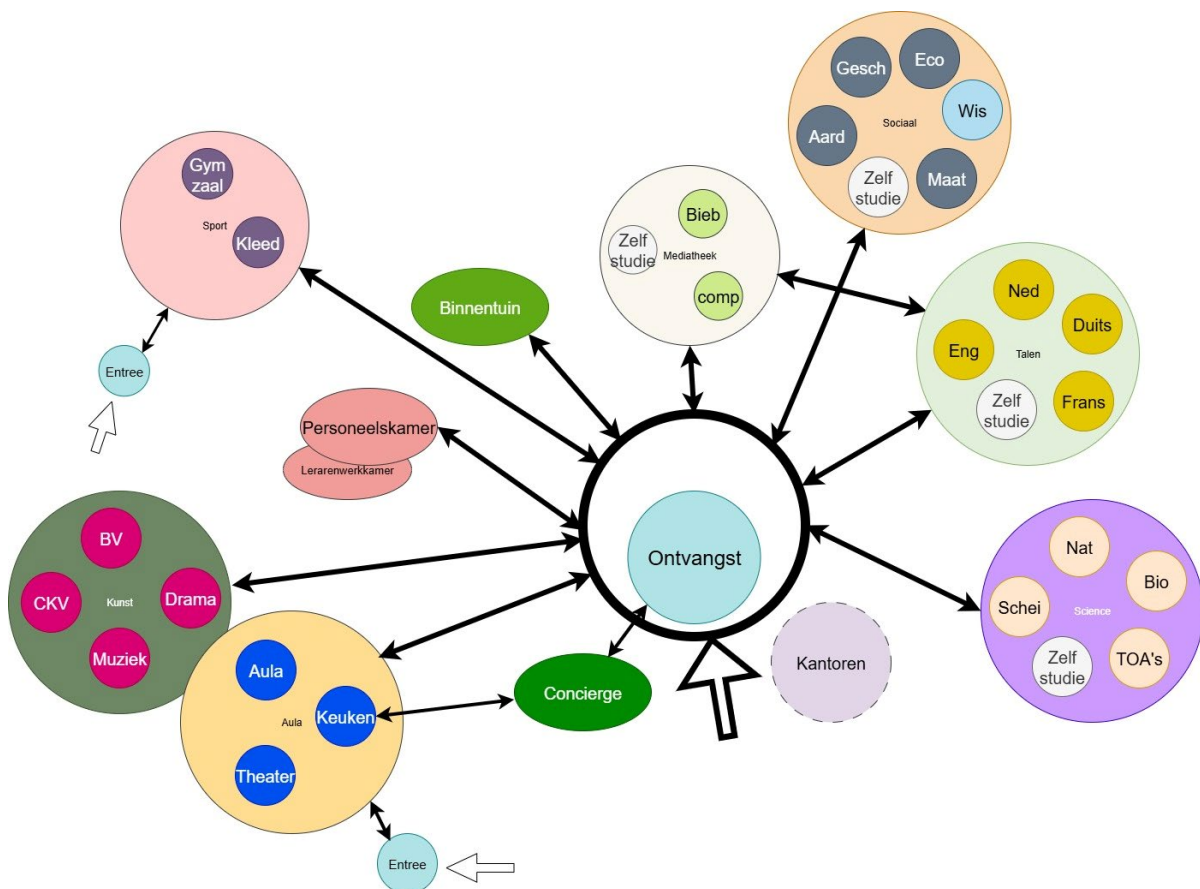 Gesch
Eco
Wis
Sociaal
Aard
Maat
Zelf
studie
Gym
zaal
Sport
Kleed
Bieb
Zelf
studie
Mediatheek
comp
Binnentuin
Ned
Duits
Eng
Talen
Zelf
studie
Frans
Entree
Personeelskamer
Lerarenwerkkamer
Ontvangst
Nat
Bio
Schei
Science
Zelf
studie
TOA's
BV
CKV
Kunst
Drama
Muziek
Aula
Keuken
Aula
Theater
Concierge
Kantoren
Entree